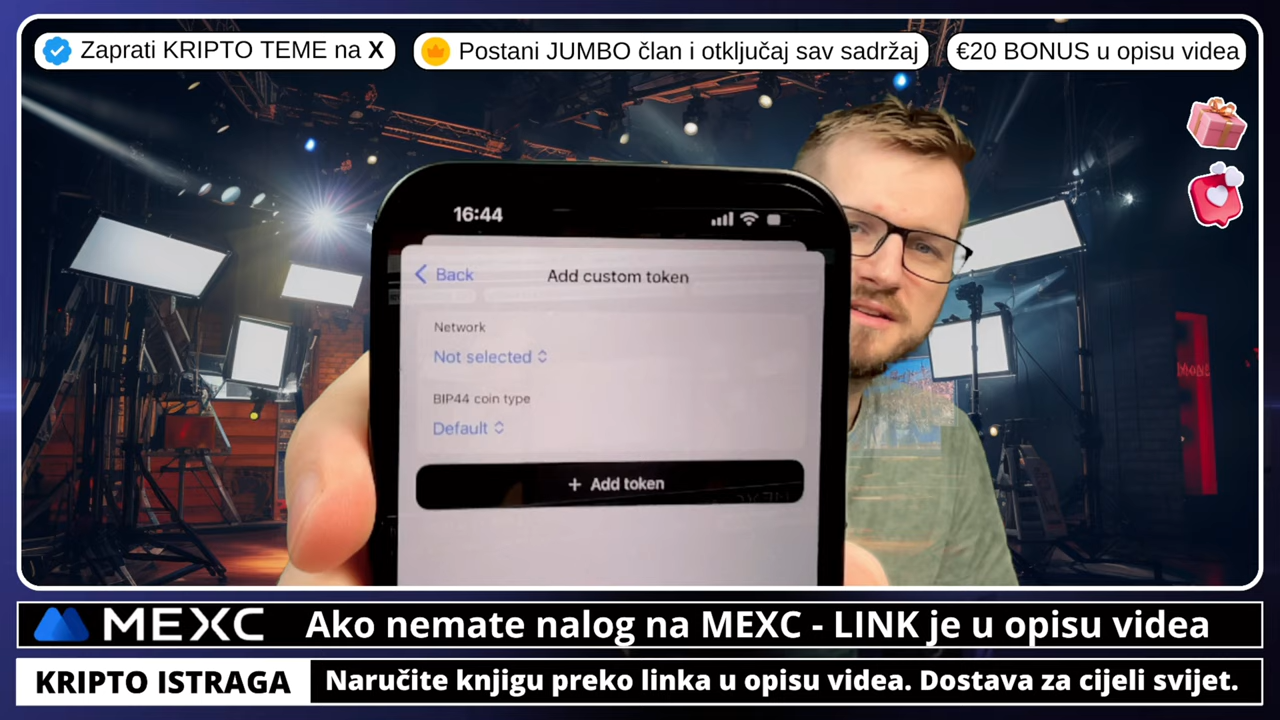 Zaprati KRIPTO TEME na X
Postani JUMBO član i otključaj sav sadržaj
€20 BONUS u opisu videa
16:44
Back
Add custom token
Network
Not selected
BIP44 coin type
Default
+ Add token
MEXC
Ako nemate nalog na MEXC - LINK je u opisu videa
KRIPTO ISTRAGA
Naručite knjigu preko linka u opisu videa. Dostava za cijeli svijet.